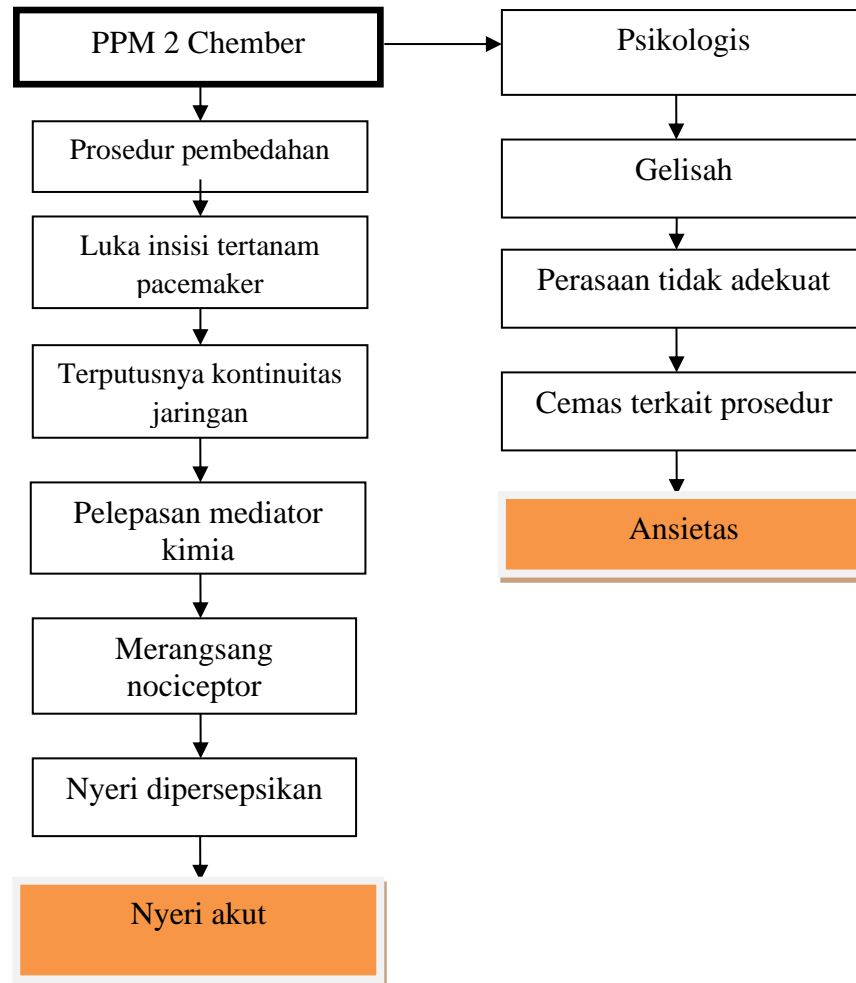 PPM 2 Chember
Prosedur pembedahan
Luka insisi tertanam
pacemaker
Terputusnya kontinuitas
jaringan
Pelepasan mediator
kimia
Merangsang
nociceptor
Nyeri dipersepsikan
Nyeri akut
Psikologis
Gelisah
Perasaan tidak adekuat
Cemas terkait prosedur
Ansietas